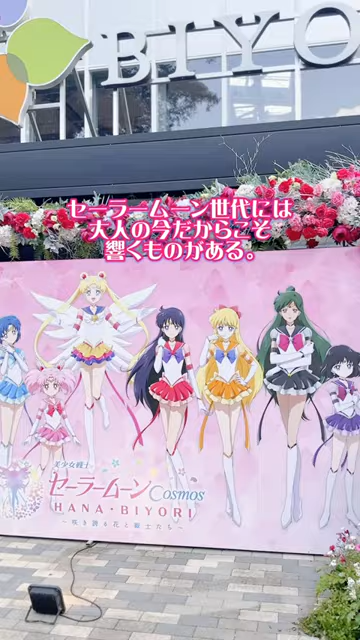 BIYO
セーラームーン世代には
大人の今だからこそ
響くものがある。
美少女戦士
セーラームーンCosmos
HANA・BIYORI
～咲き誇る花と戦士たち～